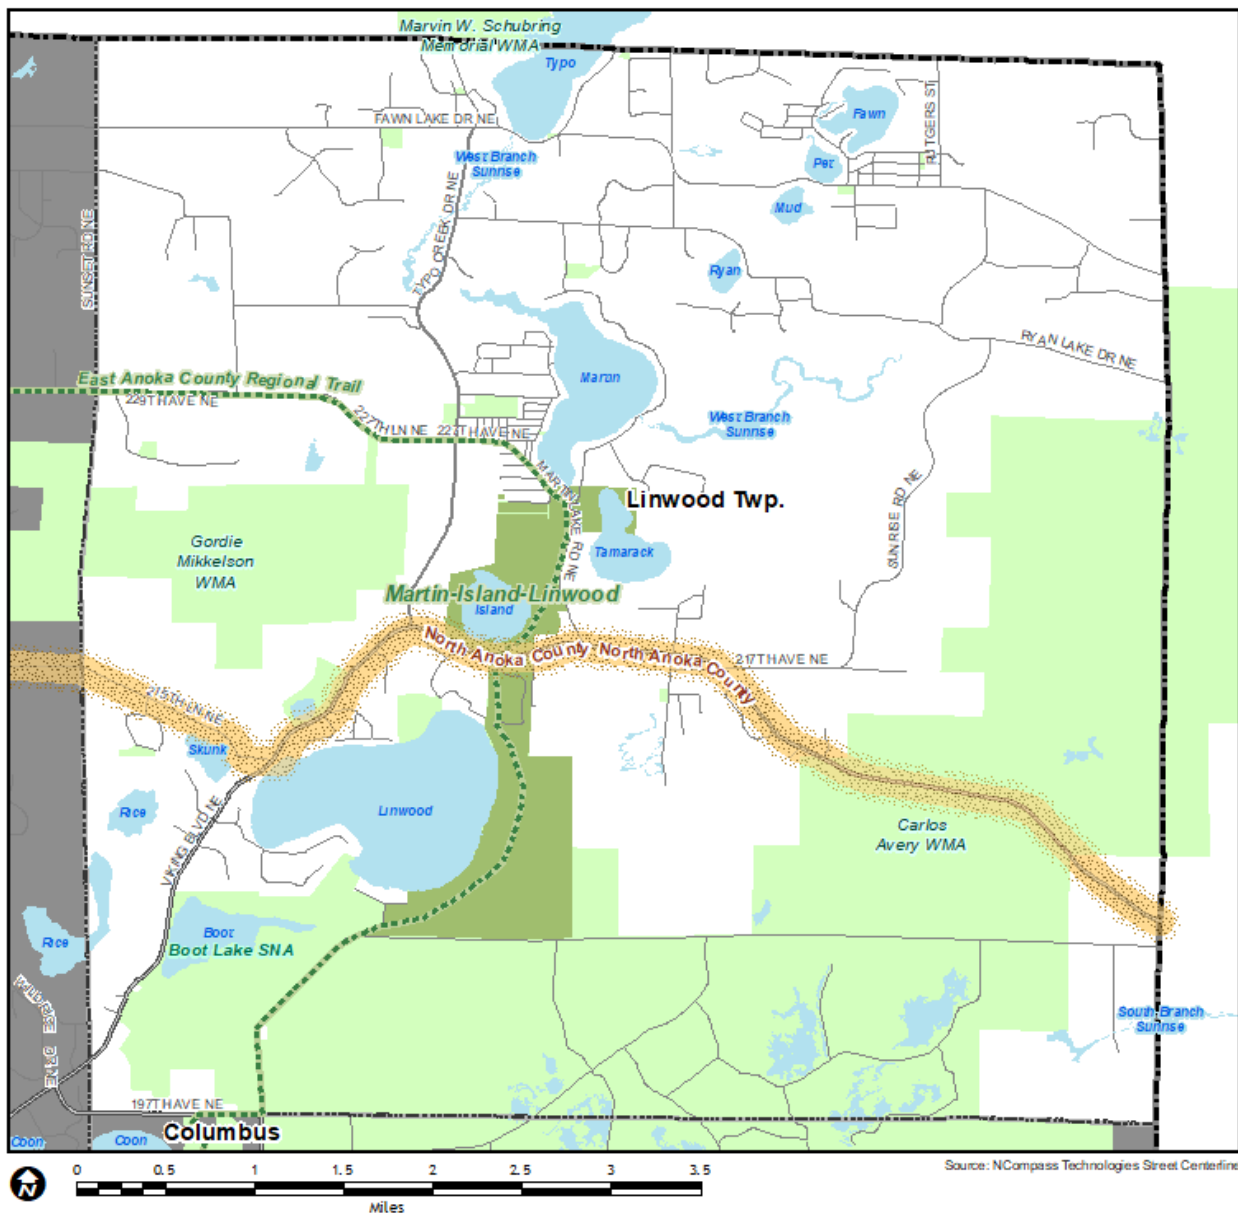 Marvin W. Schubring
Memorial WMA
Typo
Fawn
FAWN LAKE DR NE
RUTGERS ST
West Branch
Sunrise
Pet
Mud
SUNSET RD NE
TYPO CREEK DR NE
Ryan
RYAN LAKE DR NE
East Anoka County Regional Trail
Martin
229TH AVE NE
227TH LN NE
AVE NE
West Branch
Sunrise
MARTIN LAKE RD NE
Linwood Twp.
SUNRISE RD NE
Gordie
Mikkelson
WMA
Tamarack
Martin-Island-Linwood
Island
North Anoka County
North Anoka County
217TH AVE NE
215TH LN NE
Skunk
Rice
Linwood
VIKING BLVD NE
Carlos
Avery WMA
Boot
Rice
Boot Lake SNA
WILD RICE DR NE
South Branch
Sunrise
197TH AVE NE
Columbus
Coon
Coon
N
0 0.5 1 1.5 2 2.5 3 3.5
Miles
Source: NCompass Technologies Street Centerline